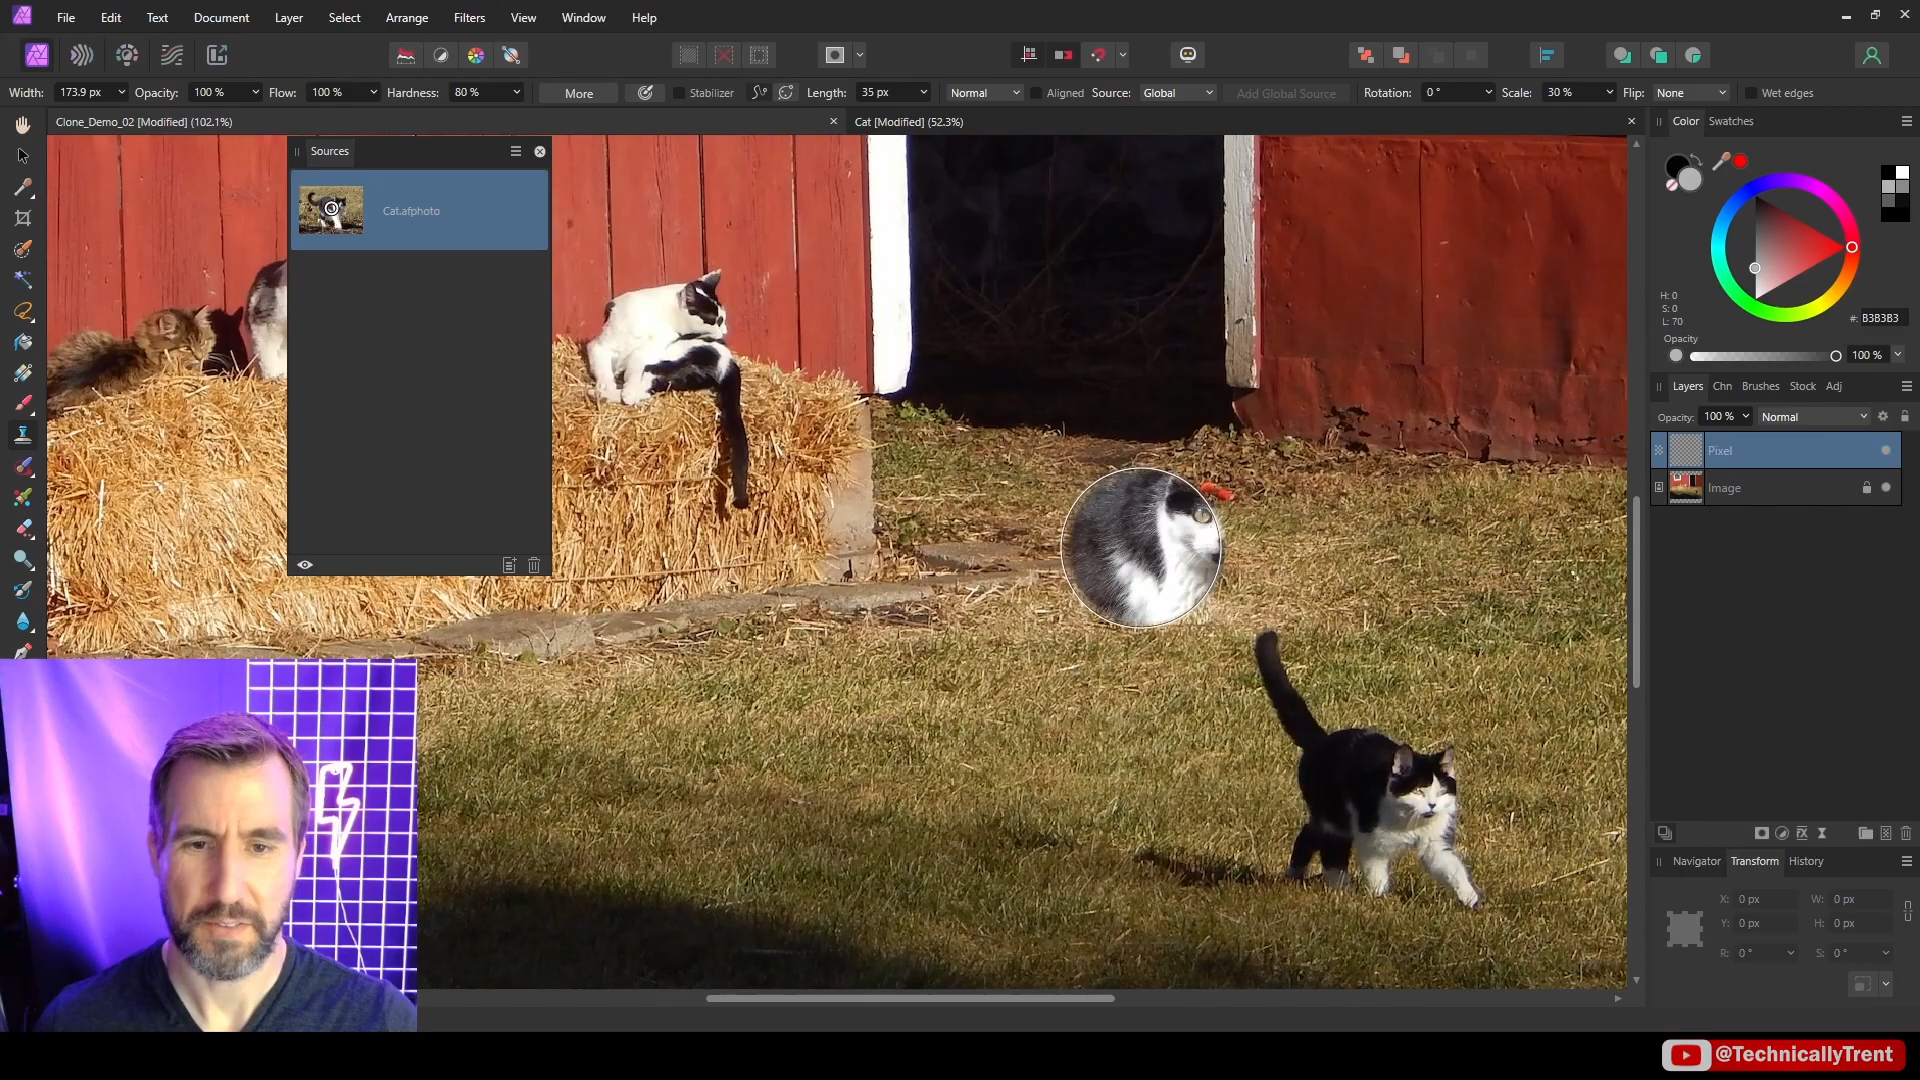 File Edit Text Document Layer Select Arrange Filters View Window Help
Width: 173.9 px Opacity: 100 % Flow: 100 % Hardness: 80 % More Stabilizer Length: 35 px Normal Aligned Source: Global Add Global Source Rotation: 0 ° Scale: 30 % Flip: None Wet edges
Clone_Demo_02 [Modified] (102.1%)
Cat [Modified] (52.3%)
Color Swatches
Sources
Cat.afphoto
H: 0
S: 0
L: 70
#: B3B3B3
Opacity
100 %
Layers Chn Brushes Stock Adj
Opacity: 100 % Normal
Pixel
Image
Navigator Transform History
X: 0 px W: 0 px
Y: 0 px H: 0 px
R: 0 ° S: 0 °
@TechnicallyTrent